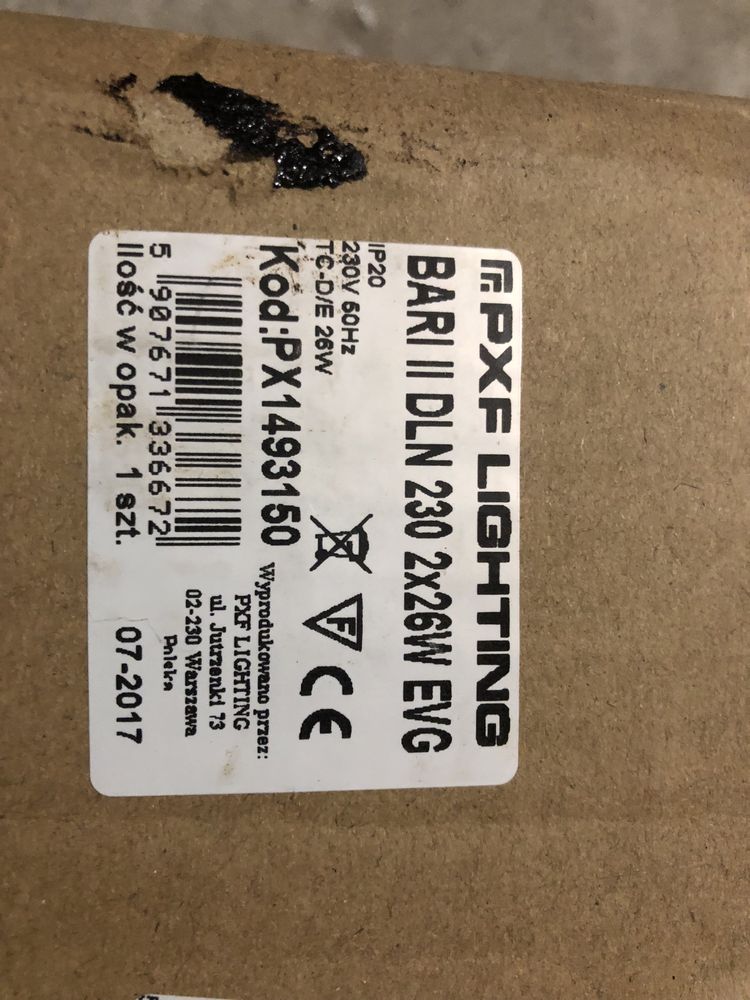 PXF LIGHTING
BARI II DLN 230 2x26W EVG
IP20
230V 50Hz
TC-D/E 26W
Kod:PX1493150
5 907671 336672
Ilość w opak. 1 szt.
F
CE
Wyprodukowano przez:
PXF LIGHTING
ul. Jutrzenki 73
02-230 Warszawa
Polska
07-2017